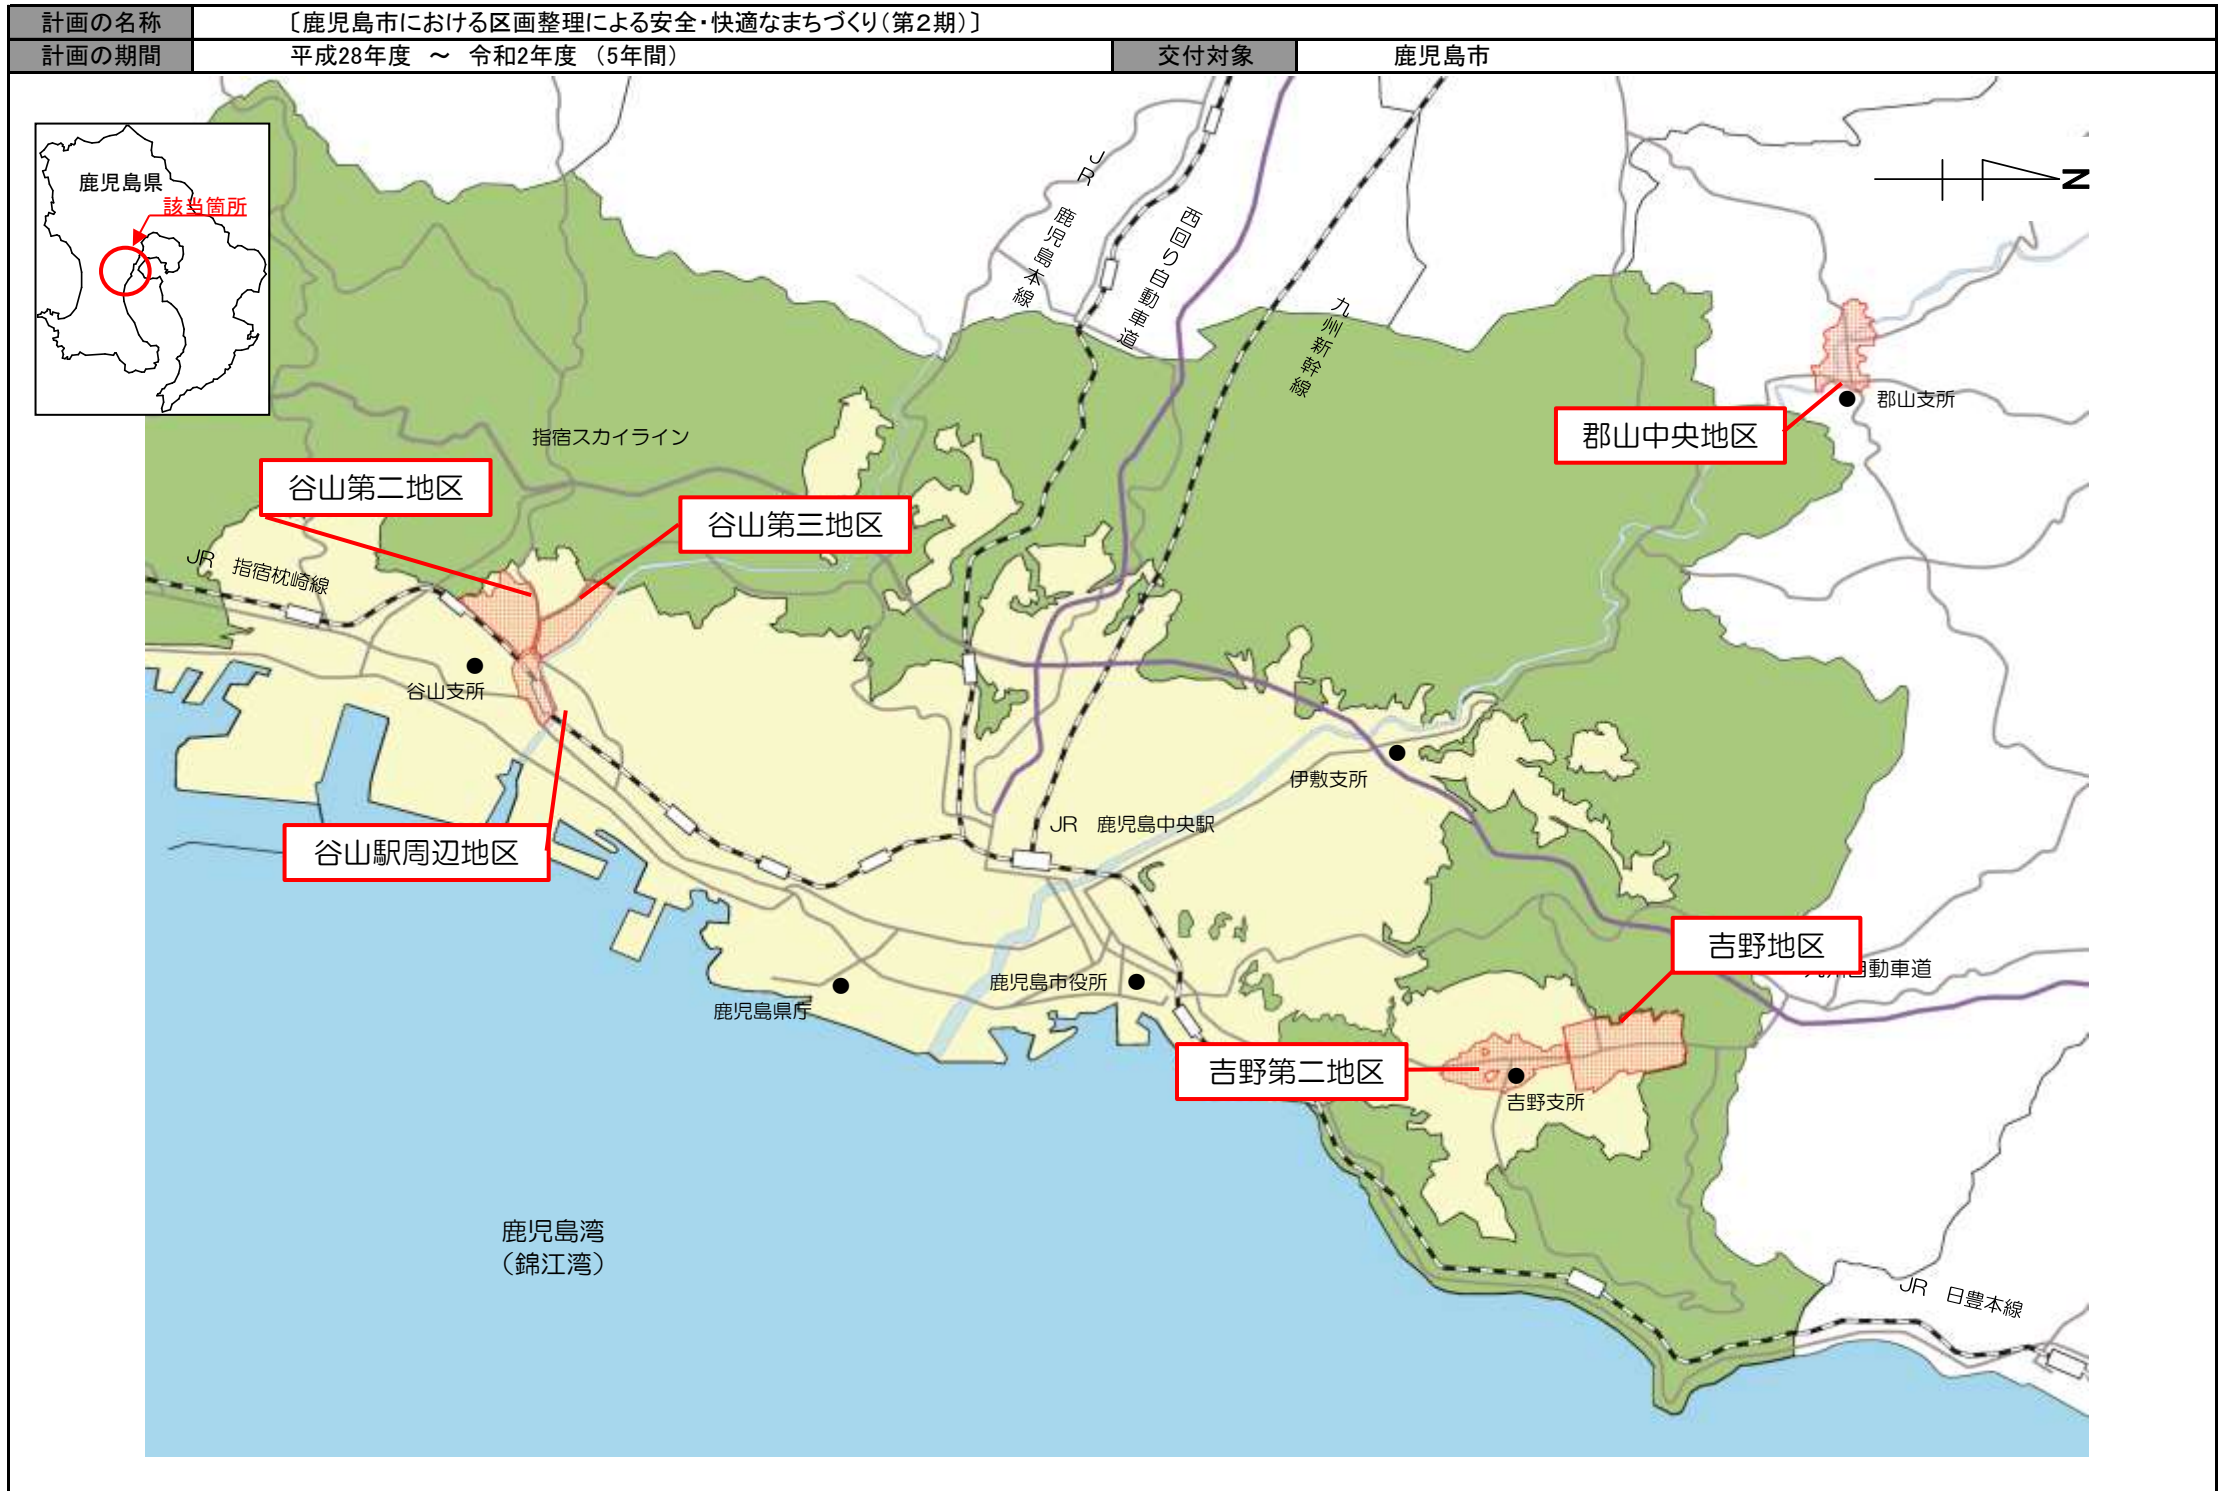 計画の名称
〔鹿児島市における区画整理による安全・快適なまちづくり（第２期）〕
計画の期間
平成28年度　～　令和2年度　（5年間）
交付対象
鹿児島市
鹿児島県
該当箇所
N
JR　鹿児島本線
西回り自動車道
九州新幹線
郡山支所
郡山中央地区
指宿スカイライン
谷山第二地区
谷山第三地区
JR　指宿枕崎線
谷山支所
伊敷支所
JR　鹿児島中央駅
谷山駅周辺地区
吉野地区
九州自動車道
鹿児島市役所
鹿児島県庁
吉野第二地区
吉野支所
鹿児島湾
（錦江湾）
JR　日豊本線